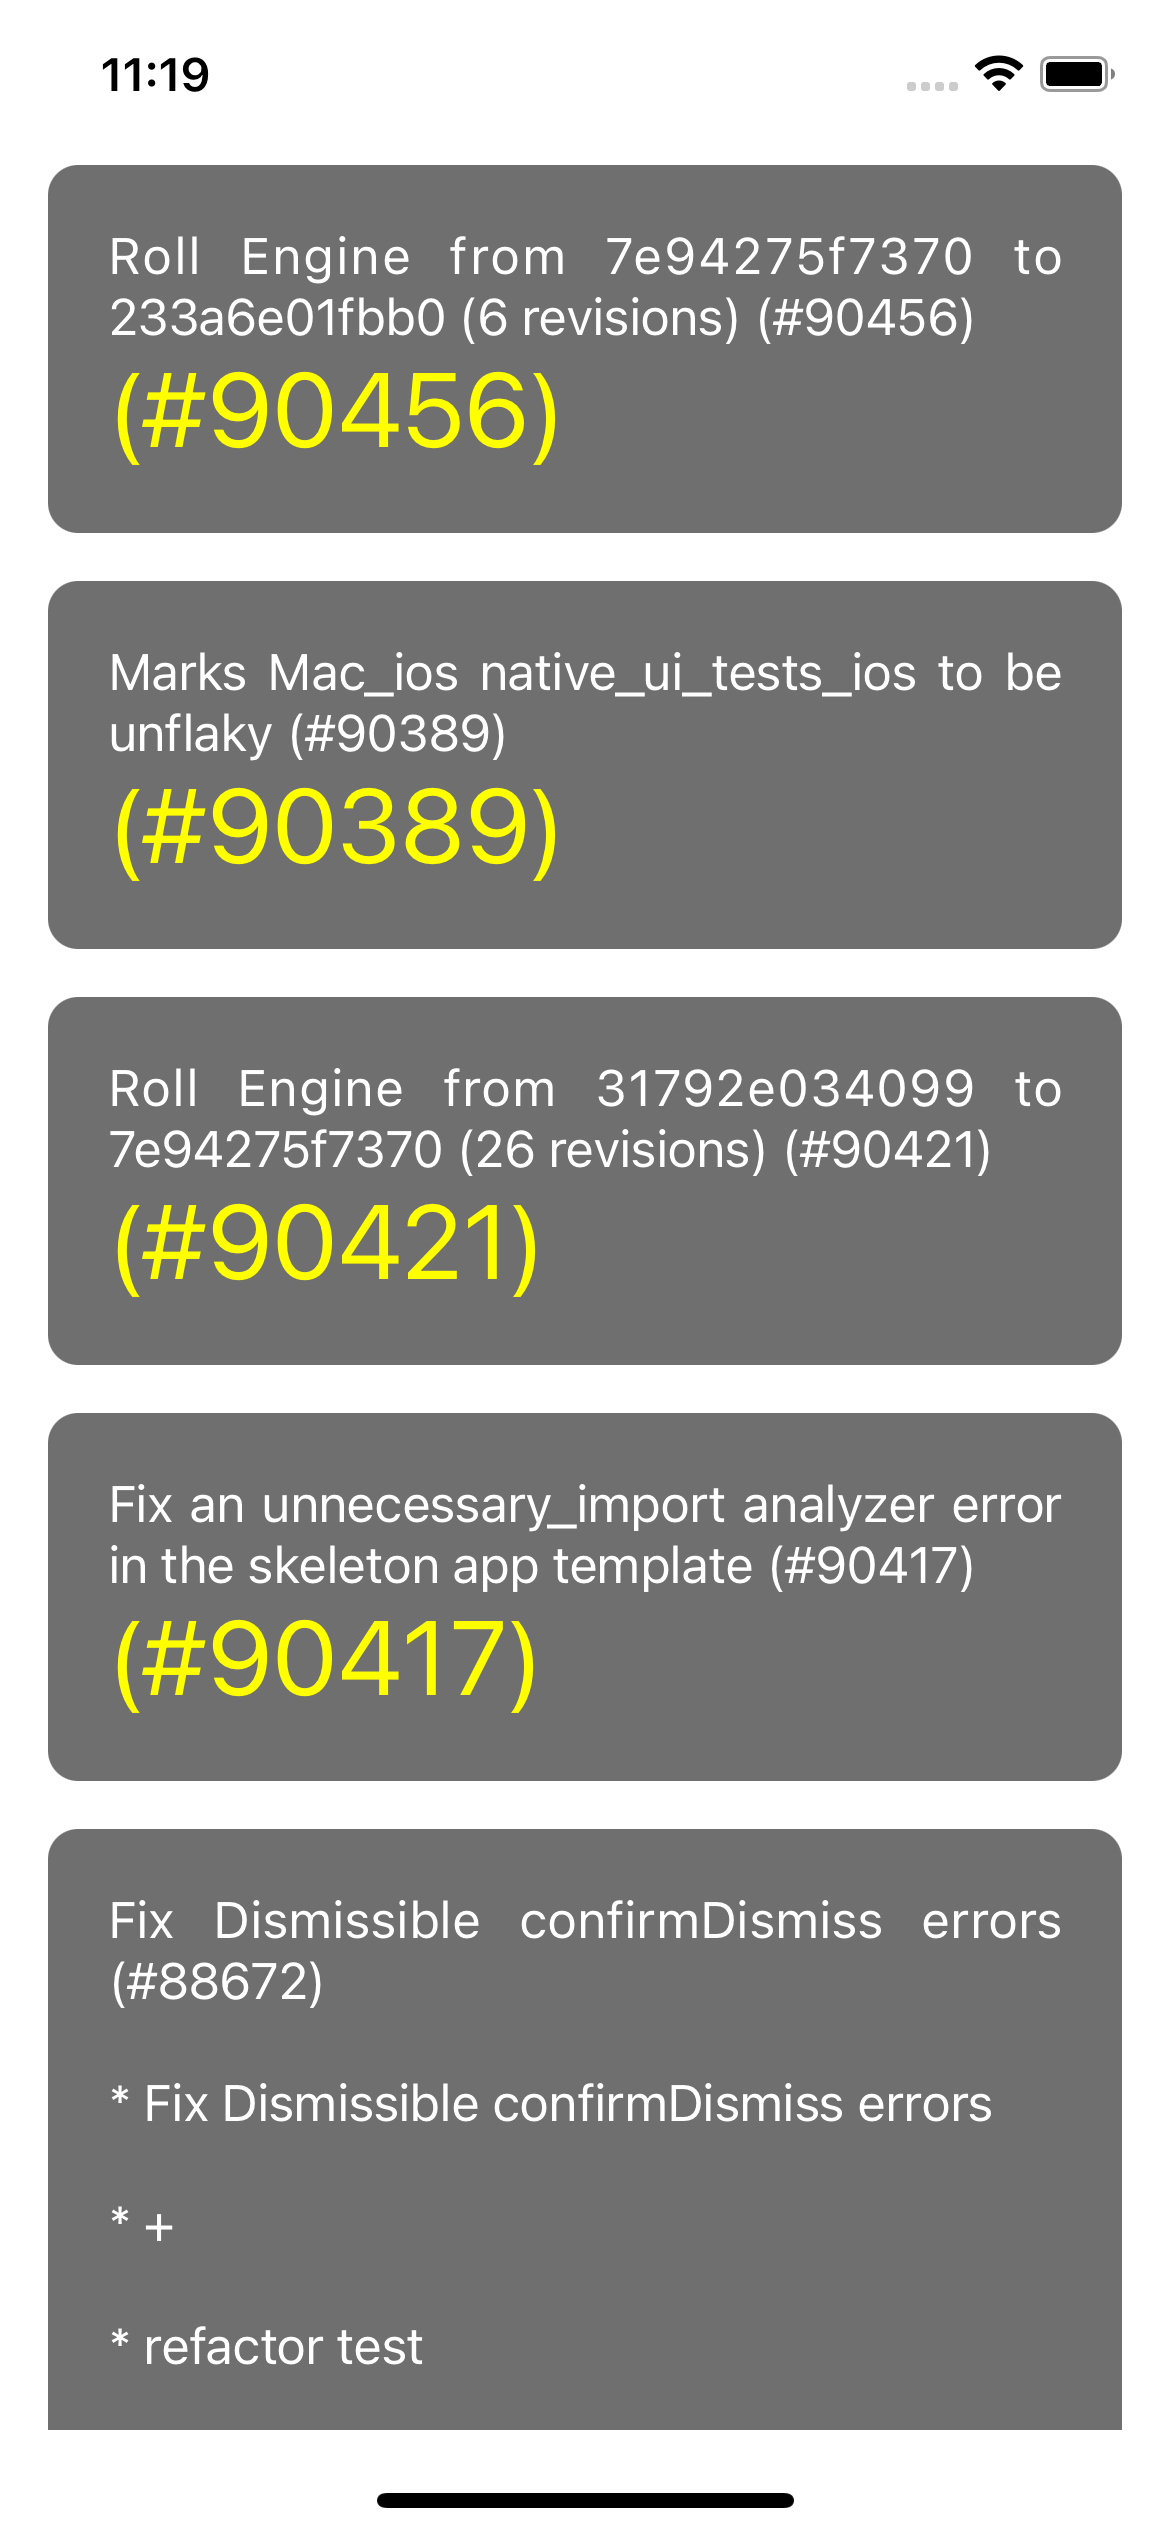 11:19
Roll Engine from 7e94275f7370 to
233a6e01fbb0 (6 revisions) (#90456)
(#90456)
Marks Mac_ios native_ui_tests_ios to be
unflaky (#90389)
(#90389)
Roll Engine from 31792e034099 to
7e94275f7370 (26 revisions) (#90421)
(#90421)
Fix an unnecessary_import analyzer error
in the skeleton app template (#90417)
(#90417)
Fix Dismissible confirmDismiss errors
(#88672)
* Fix Dismissible confirmDismiss errors
* +
* refactor test